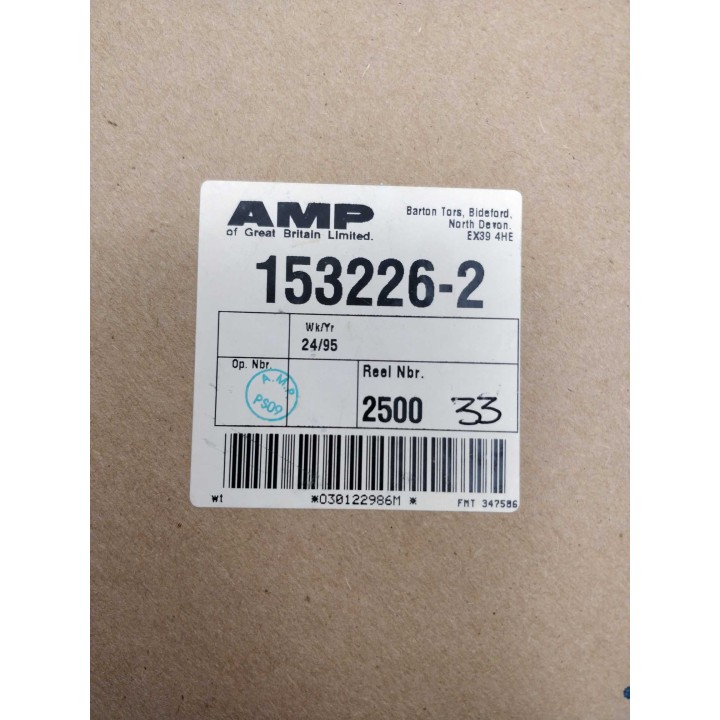 AMP
of Great Britain Limited.
Barton Tors, Bideford,
North Devon.
EX39 4HE
153226-2
Wk/Yr
24/95
Op. Nbr.
A.M.P
PS09
Reel Nbr.
2500 33
wt *030122986M * FMT 347586